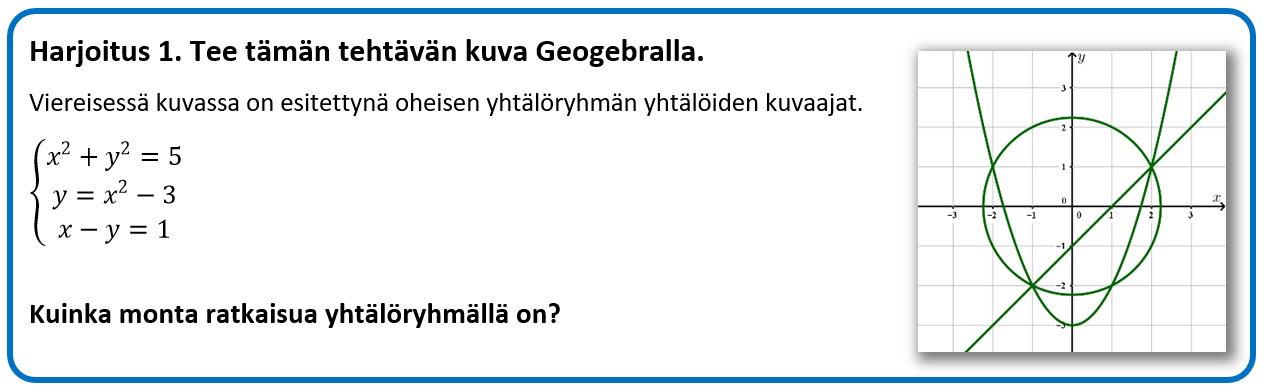 Harjoitus 1. Tee tämän tehtävän kuva Geogebralla.
Viereisessä kuvassa on esitettynä oheisen yhtälöryhmän yhtälöiden kuvaajat.
x² + y² = 5
y = x² − 3
x − y = 1
Kuinka monta ratkaisua yhtälöryhmällä on?
y
3
2
1
0
x
−3 −2 −1 0 1 2 3
−1
−2
−3